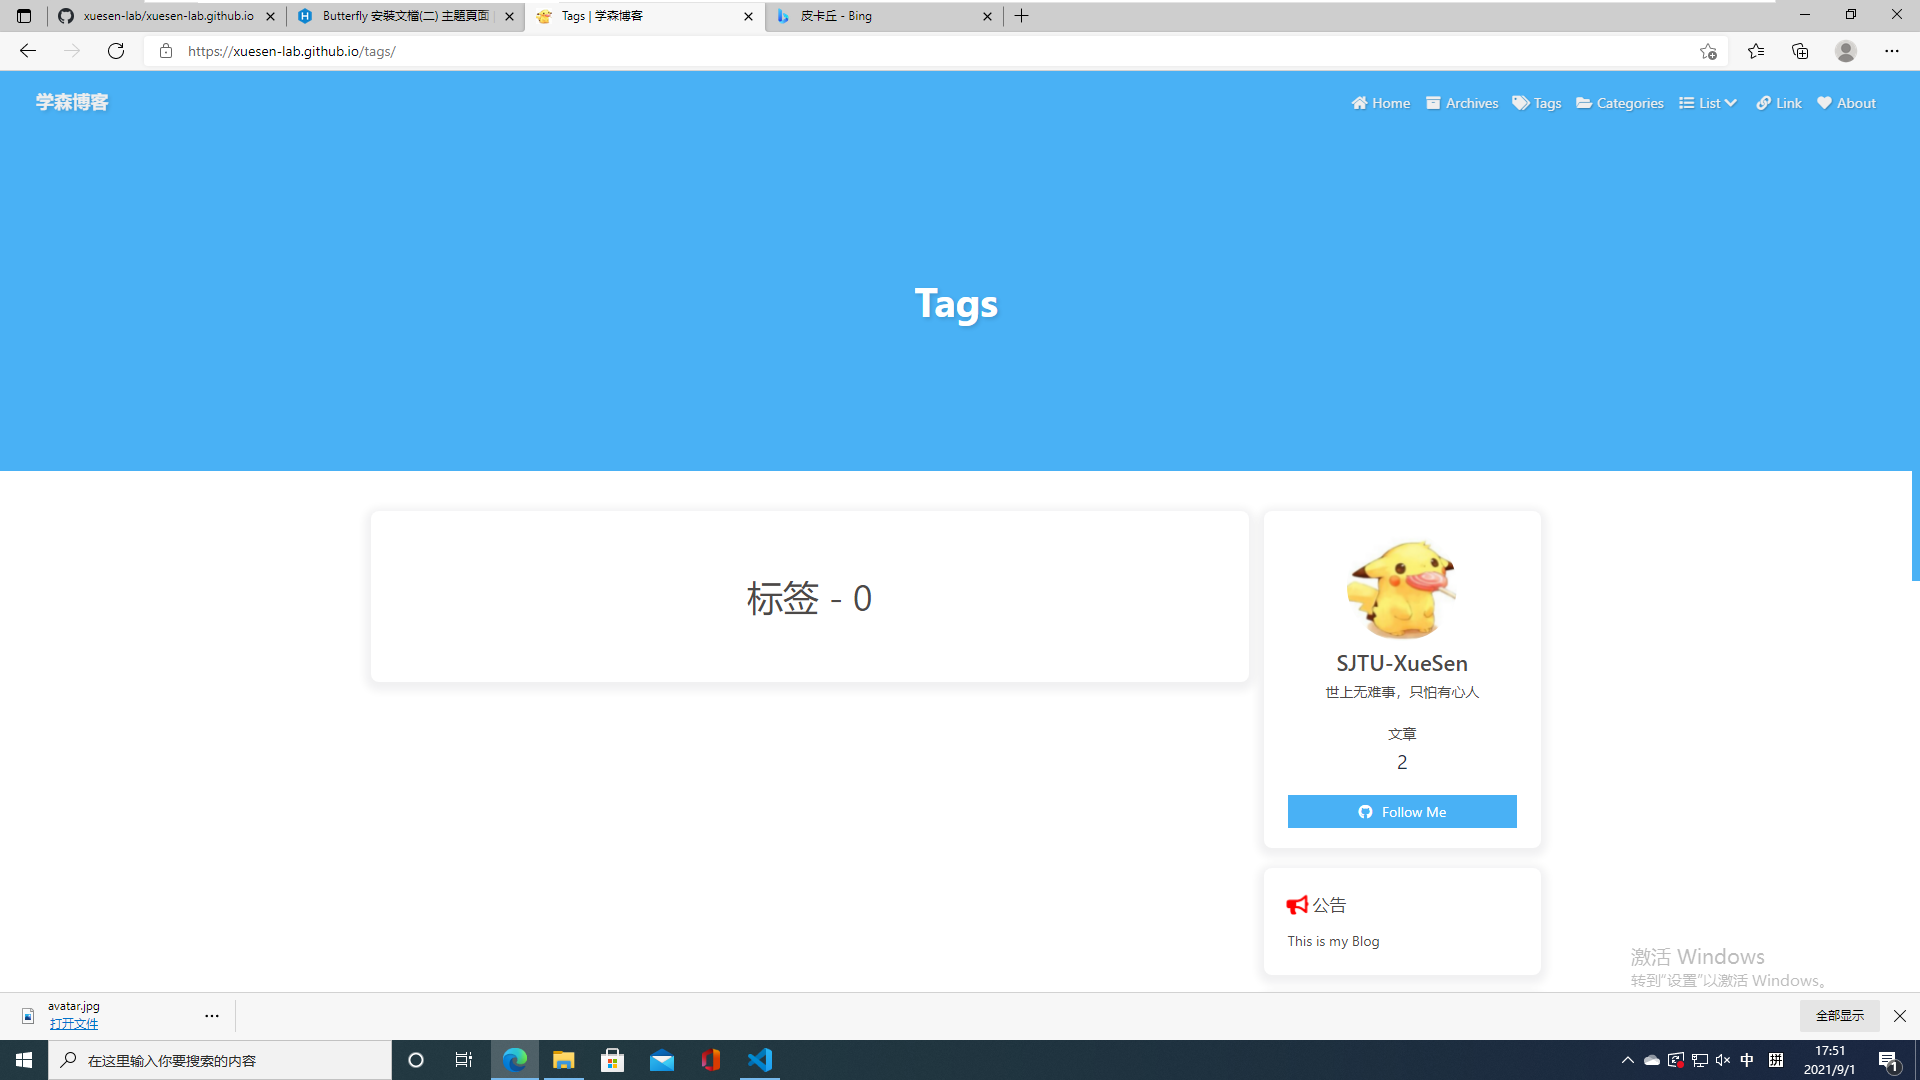 xuesen-lab/xuesen-lab.github.io
Butterfly 安裝文檔(二) 主題頁面
Tags | 学森博客
皮卡丘 - Bing
https://xuesen-lab.github.io/tags/
学森博客
Home Archives Tags Categories List Link About
Tags
标签 - 0
SJTU-XueSen
世上无难事，只怕有心人
文章
2
Follow Me
公告
This is my Blog
激活 Windows
转到"设置"以激活 Windows。
avatar.jpg
打开文件
全部显示
在这里输入你要搜索的内容
中
拼
17:51
2021/9/1
1